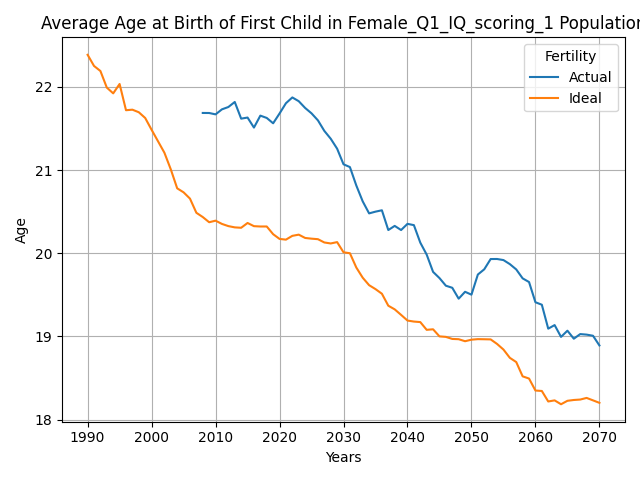 Average Age at Birth of First Child in Female_Q1_IQ_scoring_1 Population
Fertility
Actual
Ideal
22
21
20
19
18
Age
1990 2000 2010 2020 2030 2040 2050 2060 2070
Years